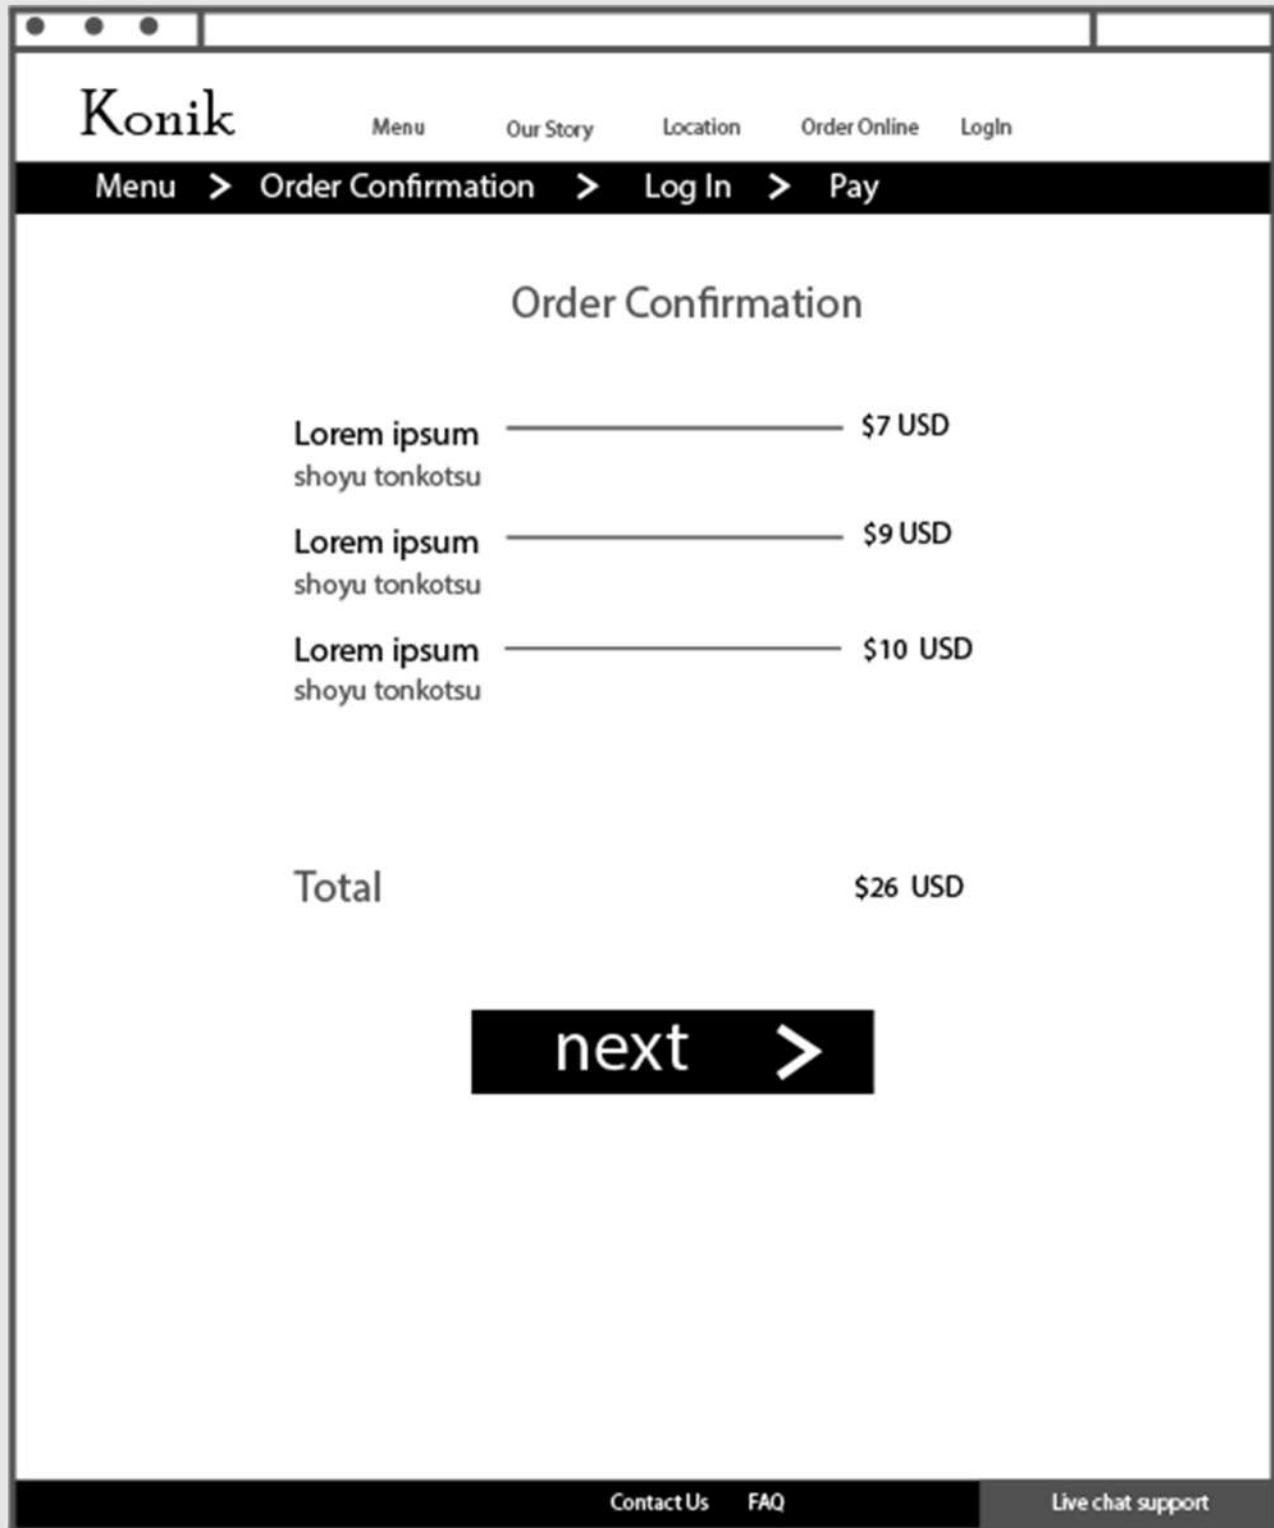 Konik
Menu Our Story Location Order Online LogIn
Menu > Order Confirmation > Log In > Pay
Order Confirmation
Lorem ipsum $7 USD
shoyu tonkotsu
Lorem ipsum $9 USD
shoyu tonkotsu
Lorem ipsum $10 USD
shoyu tonkotsu
Total $26 USD
next >
Contact Us FAQ Live chat support